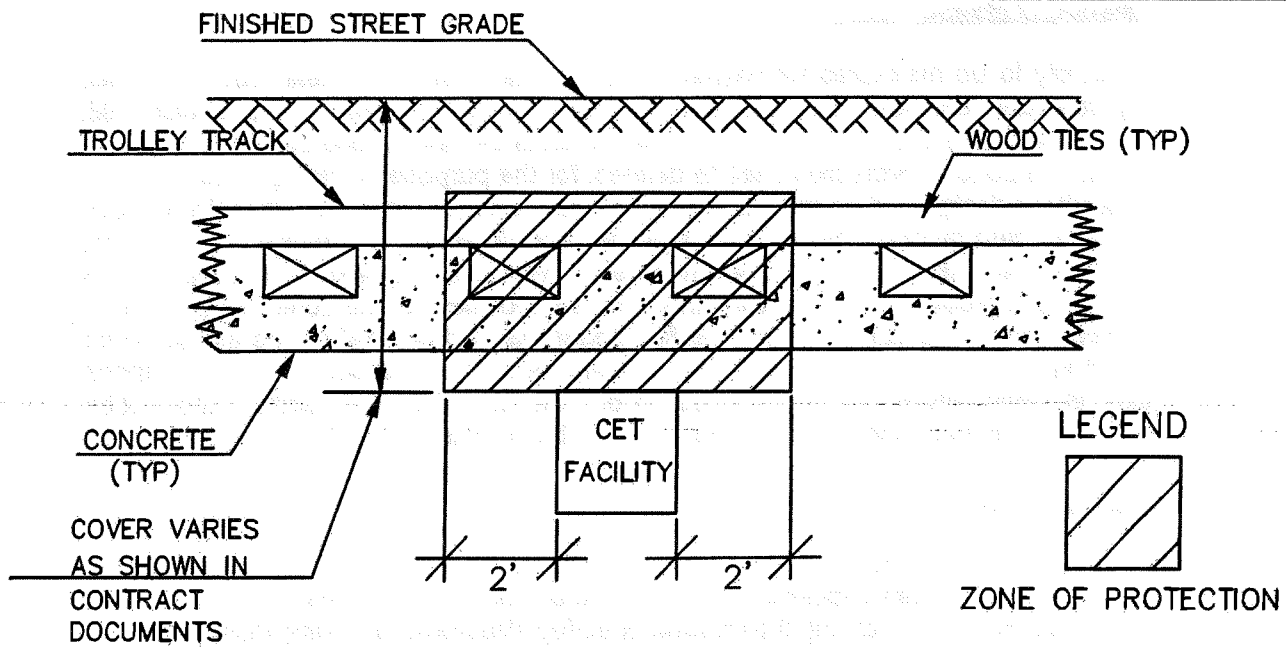 FINISHED STREET GRADE
TROLLEY TRACK
WOOD TIES (TYP)
CONCRETE
(TYP)
CET
FACILITY
LEGEND
COVER VARIES
AS SHOWN IN
CONTRACT
DOCUMENTS
2'
2'
ZONE OF PROTECTION